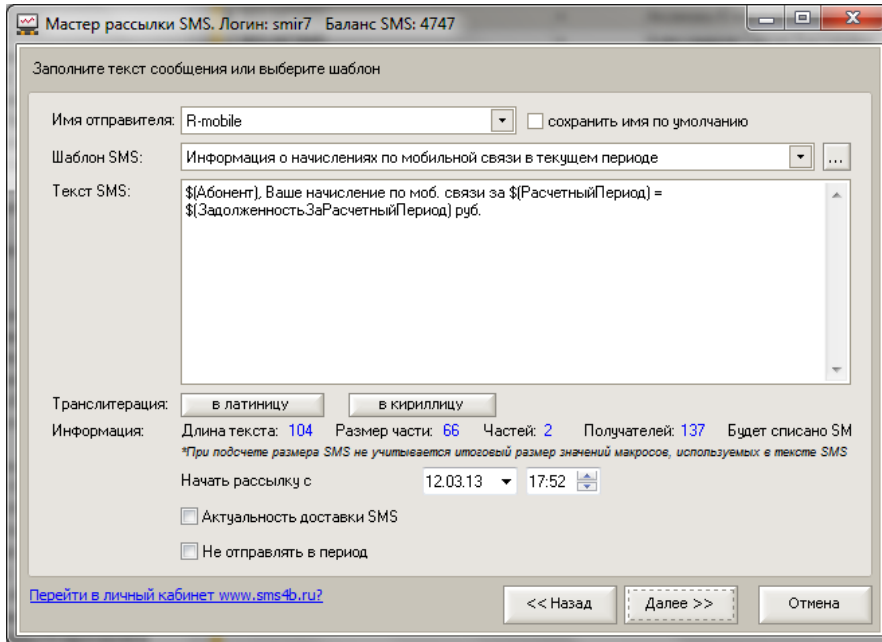 Мастер рассылки SMS. Логин: smir7 Баланс SMS: 4747
Заполните текст сообщения или выберите шаблон
Имя отправителя: R-mobile сохранить имя по умолчанию
Шаблон SMS: Информация о начислениях по мобильной связи в текущем периоде ...
Текст SMS: $(Абонент), Ваше начисление по моб. связи за $(РасчетныйПериод) =
$(ЗадолженностьЗаРасчетныйПериод) руб.
Транслитерация: в латиницу в кириллицу
Информация: Длина текста: 104 Размер части: 66 Частей: 2 Получателей: 137 Будет списано SM
*При подсчете размера SMS не учитывается итоговый размер значений макросов, используемых в тексте SMS
Начать рассылку с 12.03.13 17:52
Актуальность доставки SMS
Не отправлять в период
Перейти в личный кабинет www.sms4b.ru? << Назад Далее >> Отмена